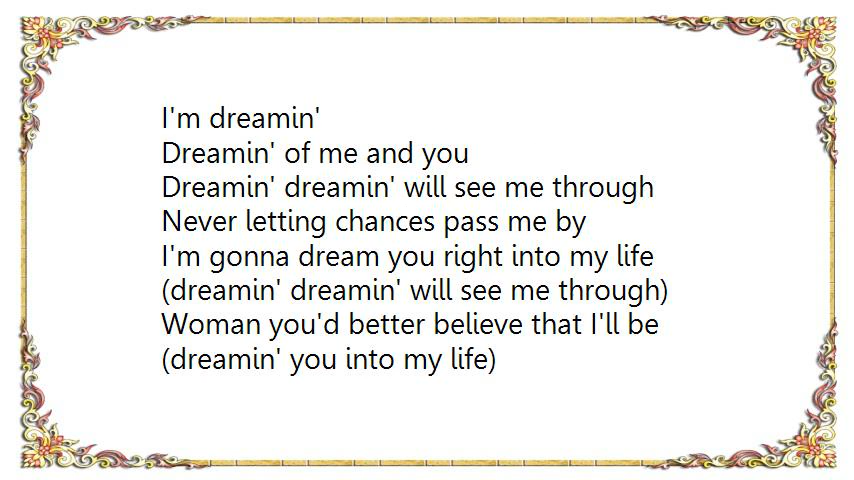 I'm dreamin'
Dreamin' of me and you
Dreamin' dreamin' will see me through
Never letting chances pass me by
I'm gonna dream you right into my life
(dreamin' dreamin' will see me through)
Woman you'd better believe that I'll be
(dreamin' you into my life)